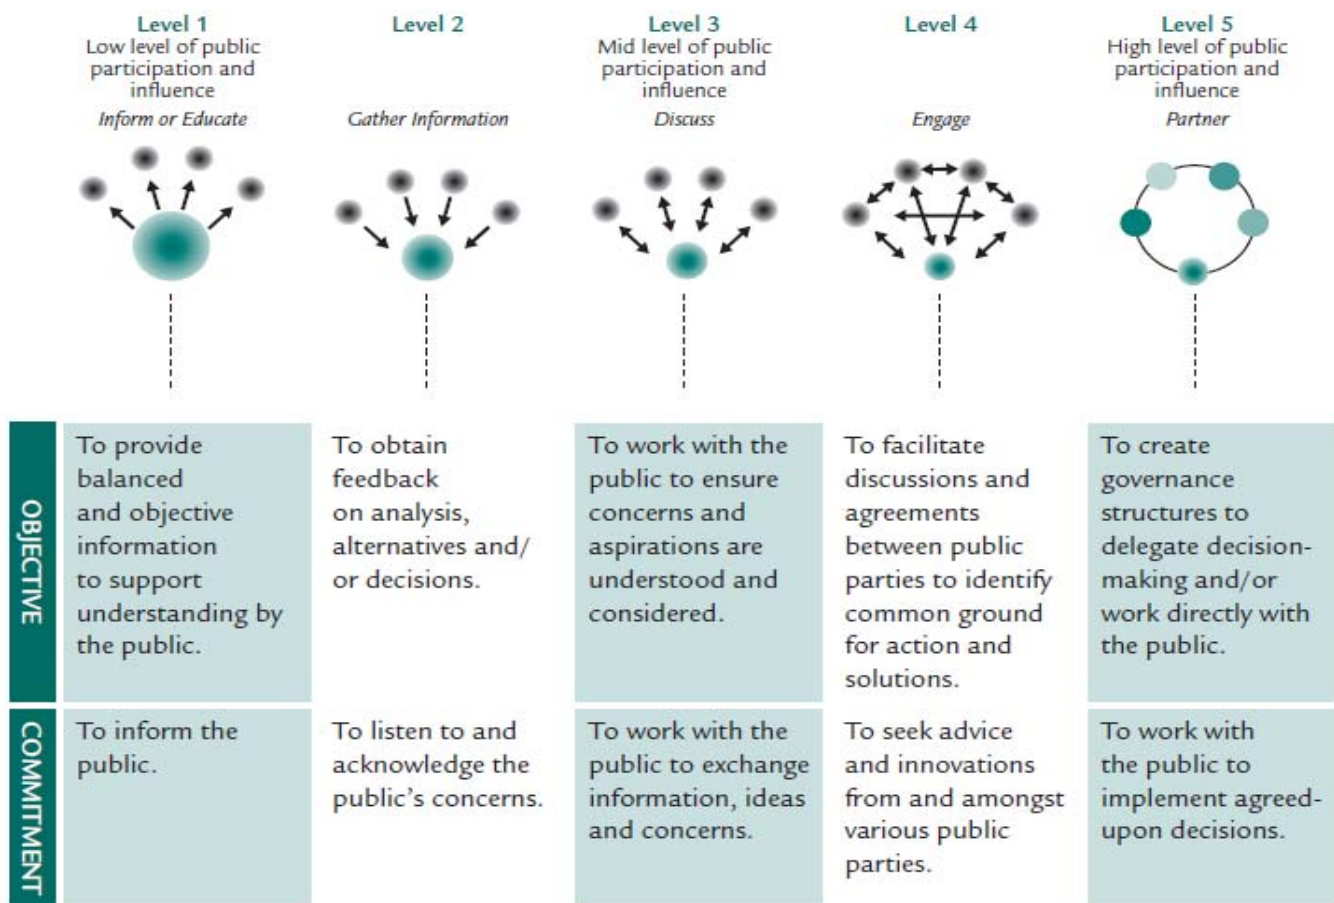 Level 1
Low level of public
participation and
influence
Inform or Educate
Level 2
Gather Information
Level 3
Mid level of public
participation and
influence
Discuss
Level 4
Engage
Level 5
High level of public
participation and
influence
Partner
OBJECTIVE
To provide
balanced
and objective
information
to support
understanding by
the public.
To obtain
feedback
on analysis,
alternatives and/
or decisions.
To work with the
public to ensure
concerns and
aspirations are
understood and
considered.
To facilitate
discussions and
agreements
between public
parties to identify
common ground
for action and
solutions.
To create
governance
structures to
delegate decision-
making and/or
work directly with
the public.
COMMITMENT
To inform the
public.
To listen to and
acknowledge the
public's concerns.
To work with the
public to exchange
information, ideas
and concerns.
To seek advice
and innovations
from and amongst
various public
parties.
To work with
the public to
implement agreed-
upon decisions.